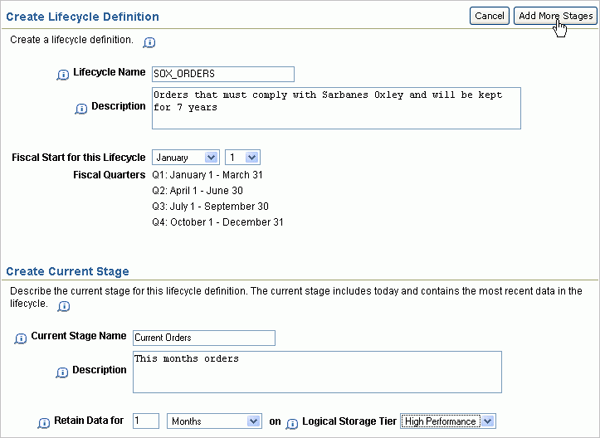 Create Lifecycle Definition
Cancel
Add More Stages
Create a lifecycle definition.
Lifecycle Name SOX_ORDERS
Description Orders that must comply with Sarbanes Oxley and will be kept
for 7 years
Fiscal Start for this Lifecycle January 1
Fiscal Quarters Q1: January 1 - March 31
Q2: April 1 - June 30
Q3: July 1 - September 30
Q4: October 1 - December 31
Create Current Stage
Describe the current stage for this lifecycle definition. The current stage includes today and contains the most recent data in the
lifecycle.
Current Stage Name Current Orders
Description This months orders
Retain Data for 1 Months on Logical Storage Tier High Performance